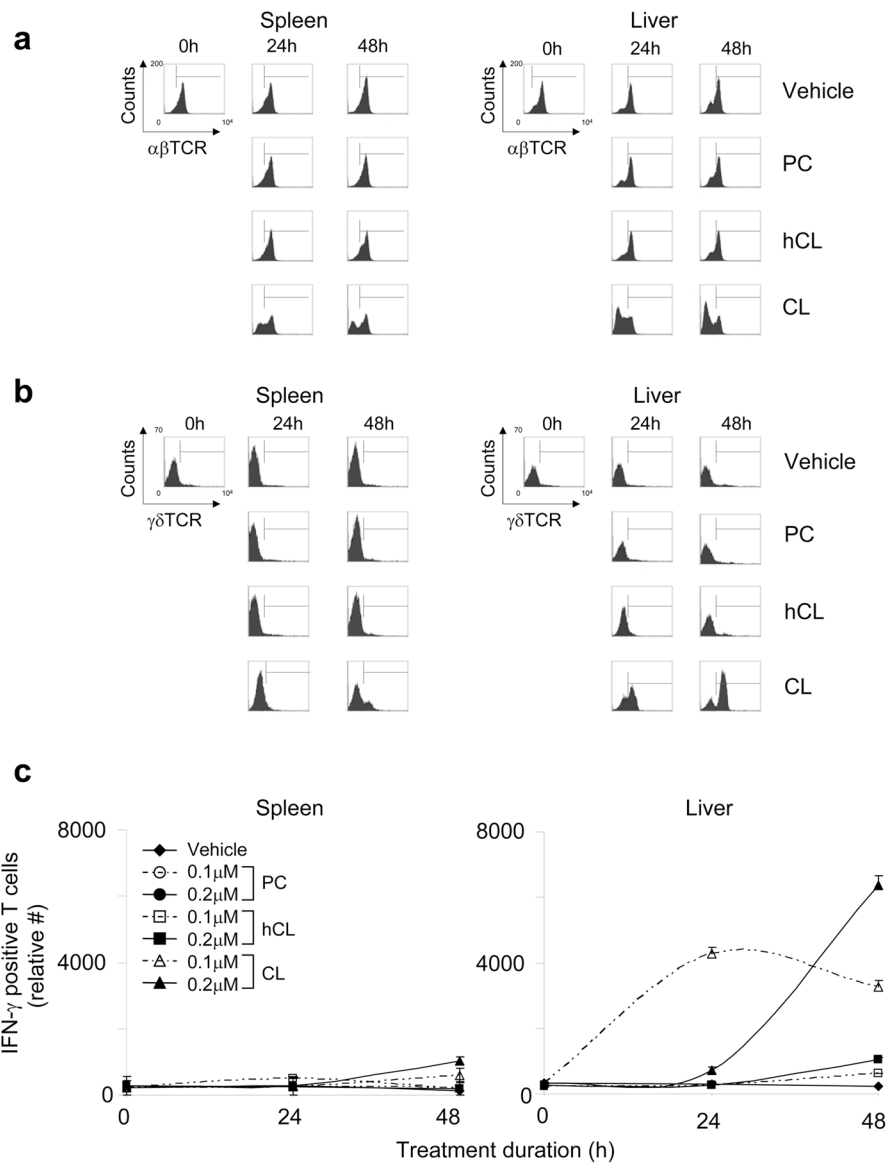 a
Spleen
Liver
0h 24h 48h 0h 24h 48h
Counts
200
0
10⁴
αβTCR
Counts
200
0
10⁴
αβTCR
Vehicle
PC
hCL
CL
b
Spleen
Liver
0h 24h 48h 0h 24h 48h
Counts
70
0
10⁴
γδTCR
Counts
70
0
10⁴
γδTCR
Vehicle
PC
hCL
CL
c
Spleen
Liver
IFN-γ positive T cells
(relative #)
8000
4000
0
Vehicle
0.1µM
0.2µM
PC
0.1µM
0.2µM
hCL
0.1µM
0.2µM
CL
0 24 48
8000
4000
0
0 24 48
Treatment duration (h)